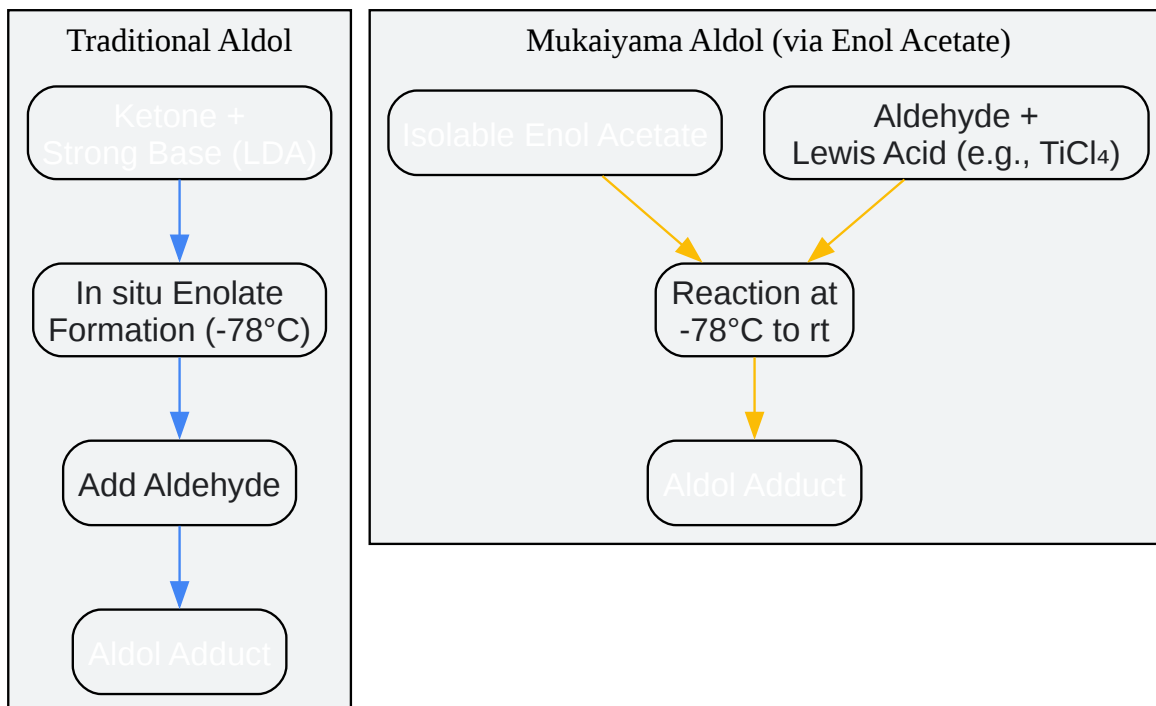 Traditional Aldol
Ketone +
Strong Base (LDA)
In situ Enolate
Formation (-78°C)
Add Aldehyde
Aldol Adduct
Mukaiyama Aldol (via Enol Acetate)
Isolable Enol Acetate
Aldehyde +
Lewis Acid (e.g., TiCl₄)
Reaction at
-78°C to rt
Aldol Adduct